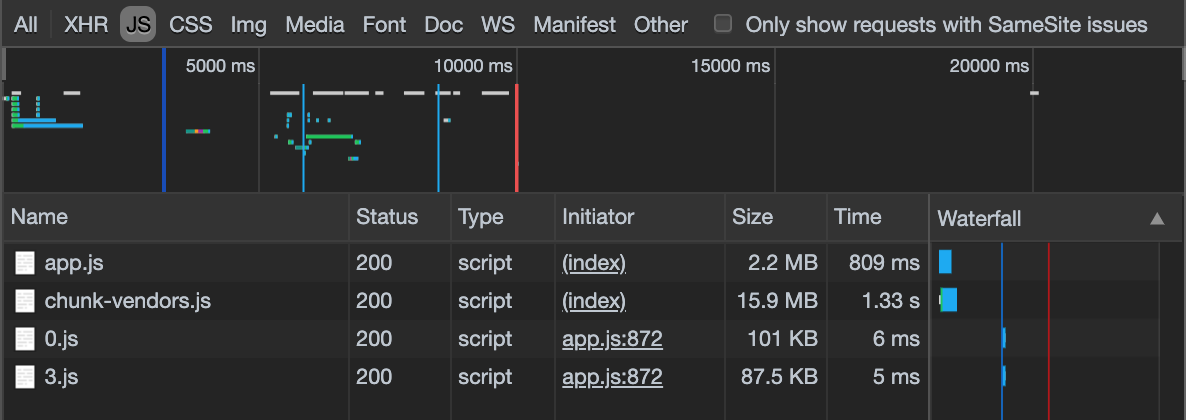 All XHR JS CSS Img Media Font Doc WS Manifest Other Only show requests with SameSite issues
5000 ms 10000 ms 15000 ms 20000 ms
Name Status Type Initiator Size Time Waterfall ▲
app.js 200 script (index) 2.2 MB 809 ms
chunk-vendors.js 200 script (index) 15.9 MB 1.33 s
0.js 200 script app.js:872 101 KB 6 ms
3.js 200 script app.js:872 87.5 KB 5 ms